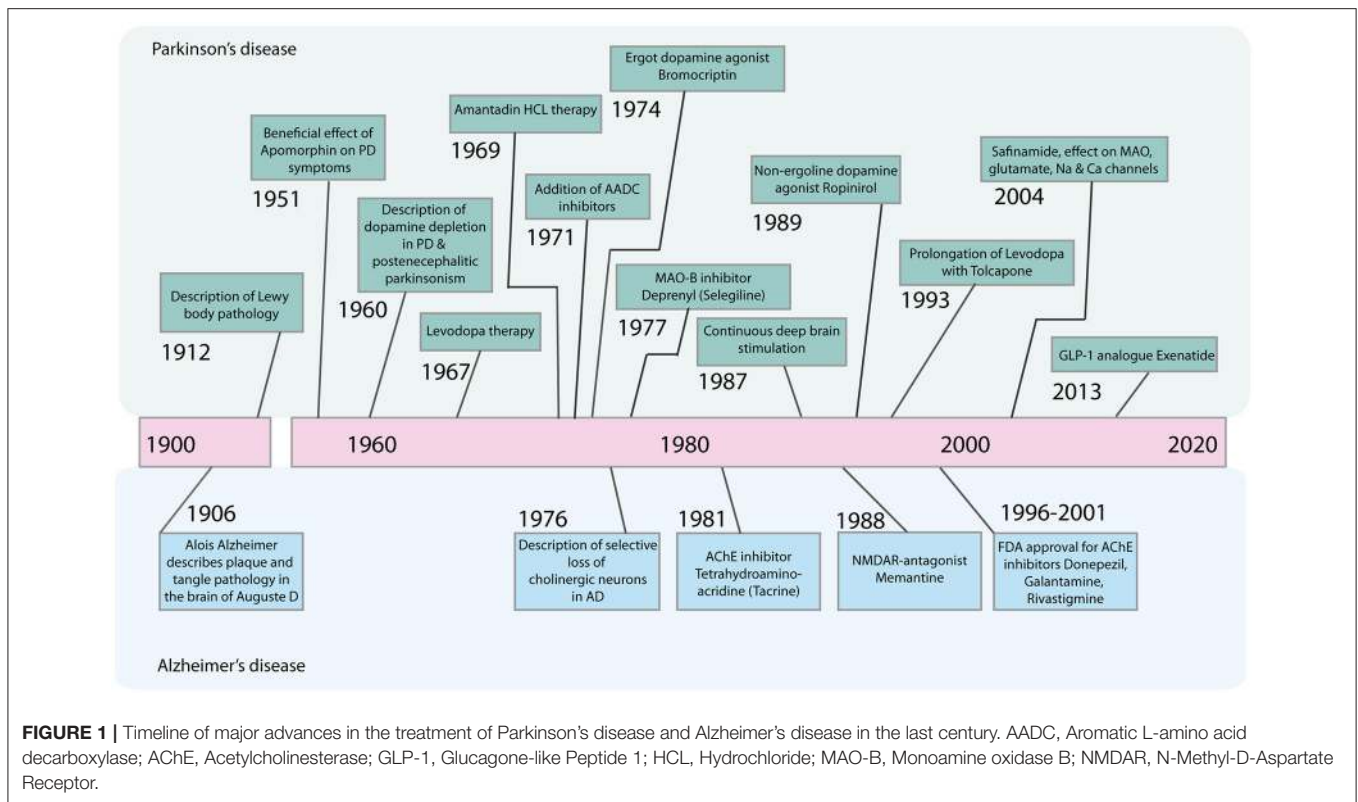 Parkinson's disease
Ergot dopamine agonist
Bromocriptin
1974
Amantadin HCL therapy
1969
Beneficial effect of
Apomorphin on PD
symptoms
1951
Safinamide, effect on MAO,
glutamate, Na & Ca channels
2004
Non-ergoline dopamine
agonist Ropinirol
1989
Addition of AADC
inhibitors
1971
Description of
dopamine depletion
in PD &
postenecephalitic
parkinsonism
1960
Prolongation of Levodopa
with Tolcapone
1993
MAO-B inhibitor
Deprenyl (Selegiline)
1977
Description of Lewy
body pathology
1912
Levodopa therapy
1967
Continuous deep brain
stimulation
1987
GLP-1 analogue Exenatide
2013
1900
1960
1980
2000
2020
1906
Alois Alzheimer
describes plaque and
tangle pathology in
the brain of Auguste D
1976
Description of selective
loss of
cholinergic neurons
in AD
1981
AChE inhibitor
Tetrahydroamino-
acridine (Tacrine)
1988
NMDAR-antagonist
Memantine
1996-2001
FDA approval for AChE
inhibitors Donepezil,
Galantamine,
Rivastigmine
Alzheimer's disease
FIGURE 1 | Timeline of major advances in the treatment of Parkinson's disease and Alzheimer's disease in the last century. AADC, Aromatic L-amino acid
decarboxylase; AChE, Acetylcholinesterase; GLP-1, Glucagone-like Peptide 1; HCL, Hydrochloride; MAO-B, Monoamine oxidase B; NMDAR, N-Methyl-D-Aspartate
Receptor.